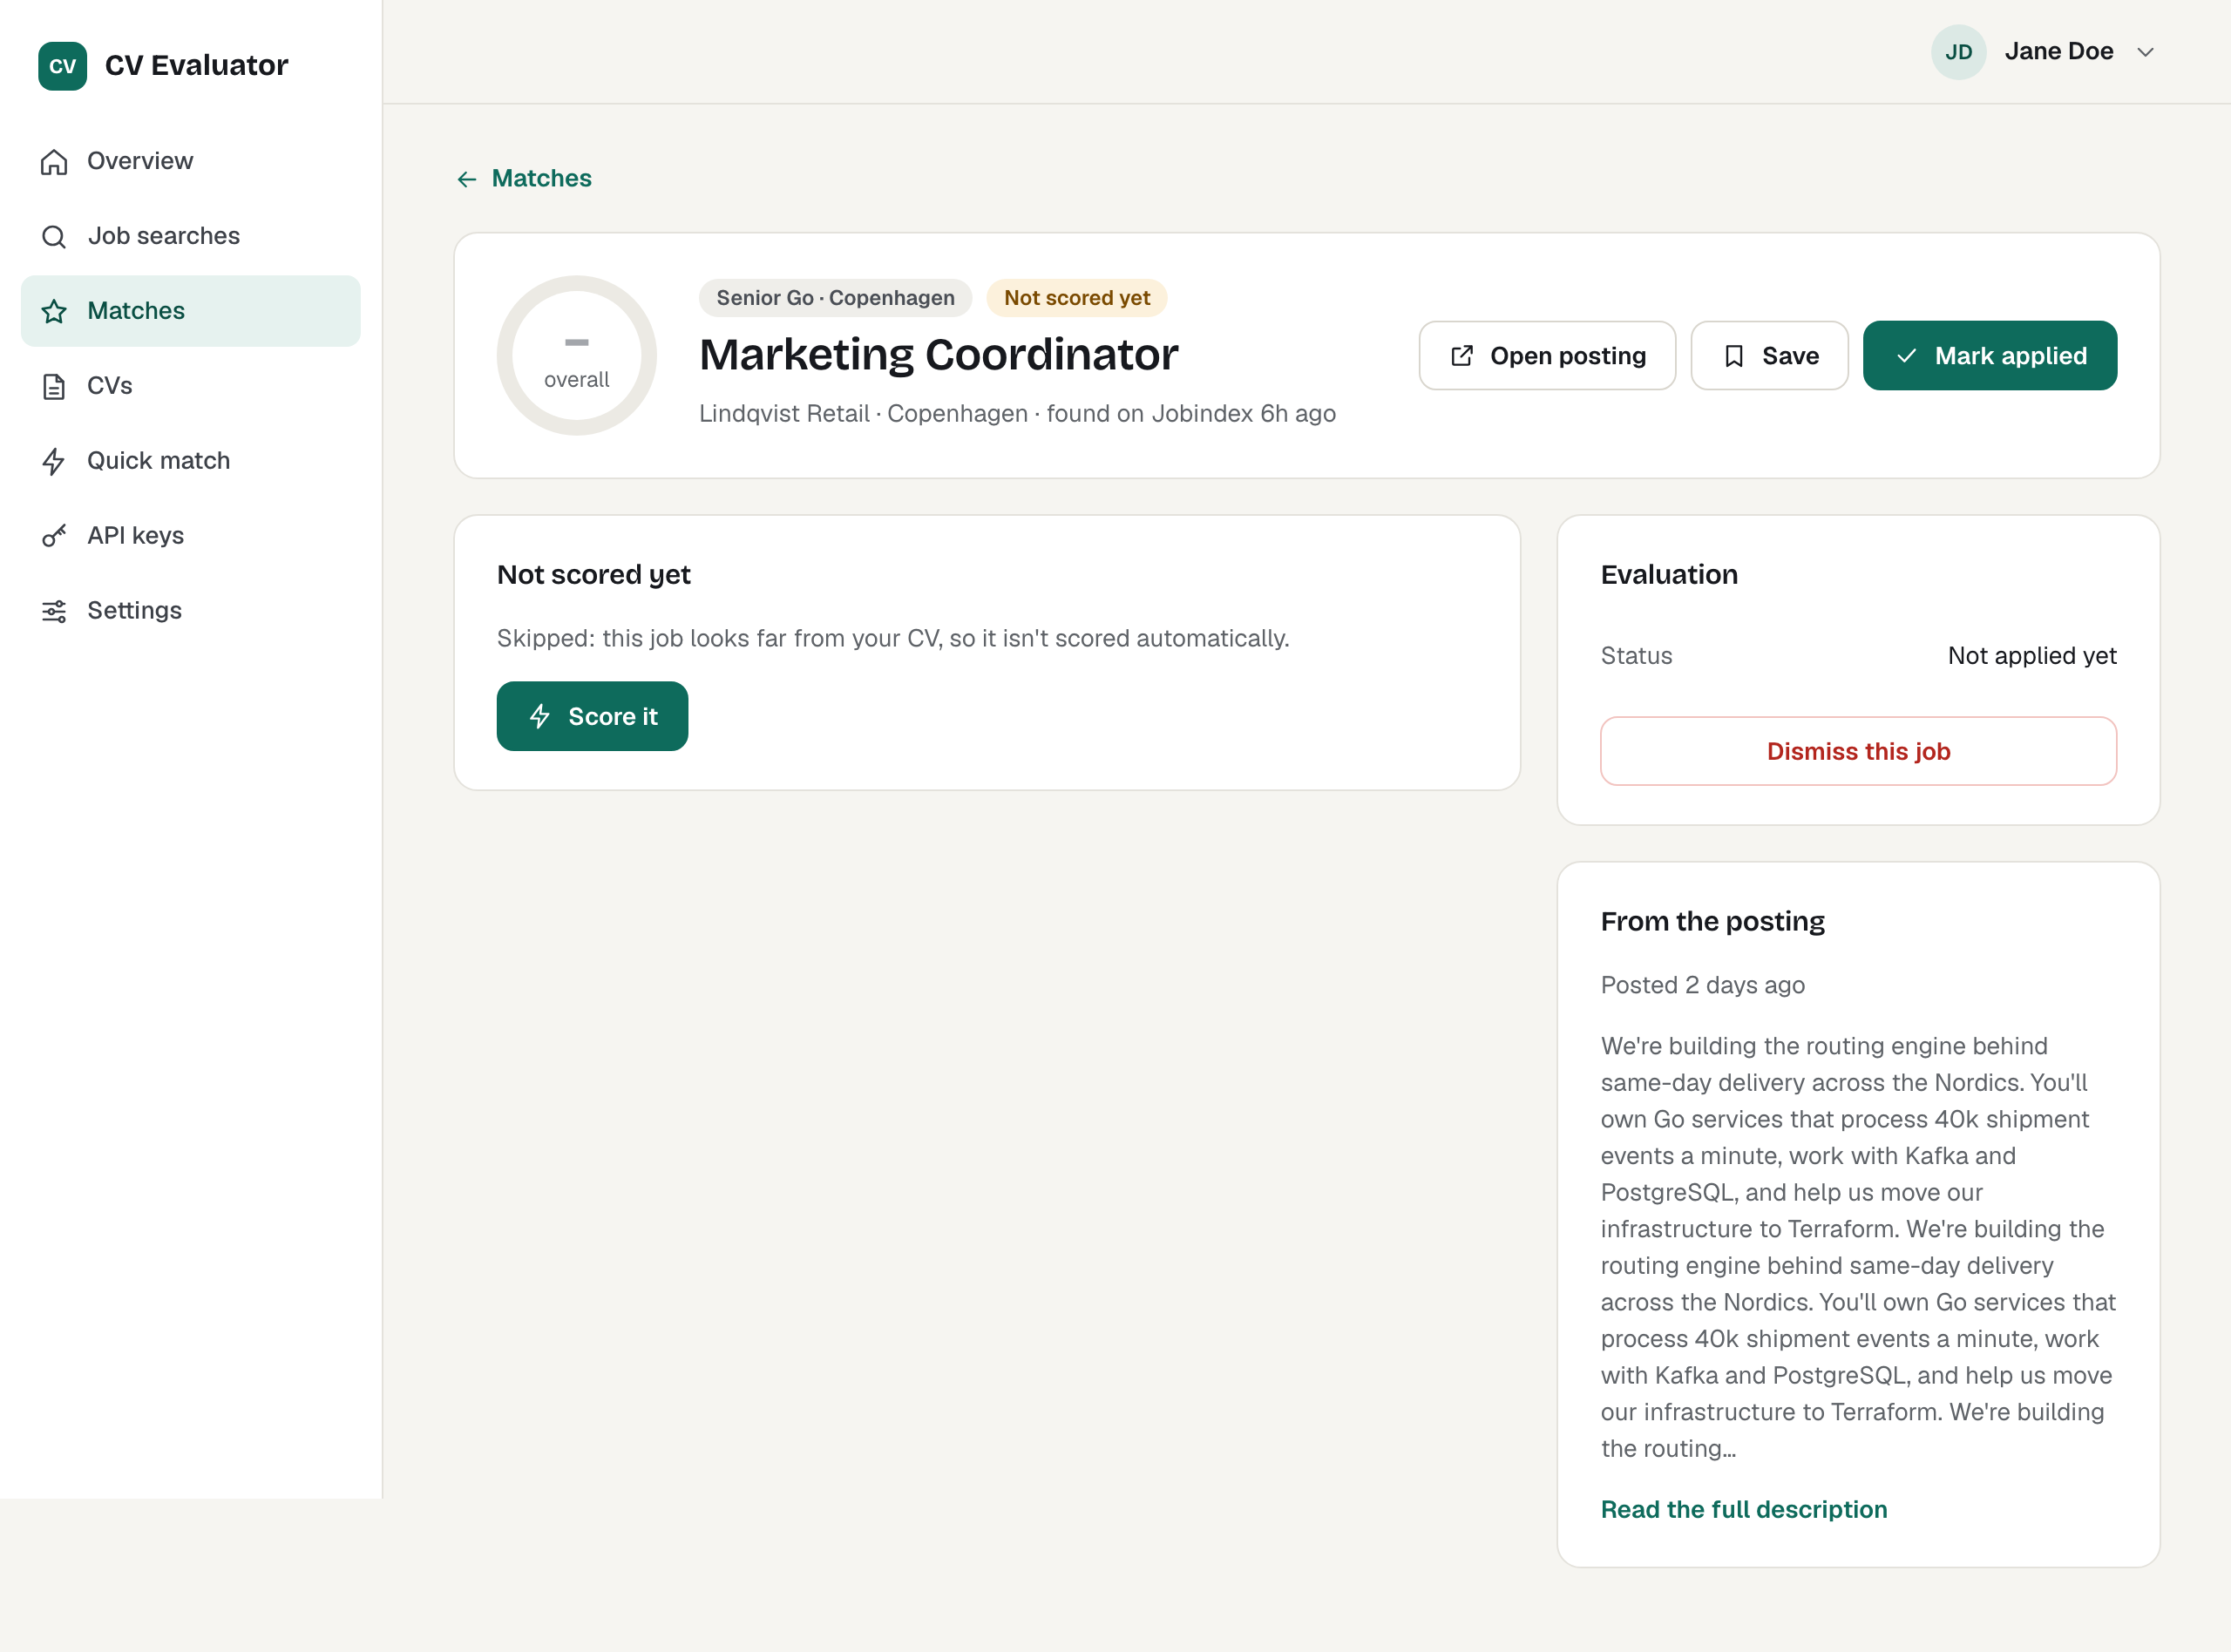 CV
CV Evaluator
Overview
Job searches
Matches
CVs
Quick match
API keys
Settings
JD
Jane Doe
Matches
–
overall
Senior Go · Copenhagen
Not scored yet
Marketing Coordinator
Lindqvist Retail · Copenhagen · found on Jobindex 6h ago
Open posting
Save
Mark applied
Not scored yet
Skipped: this job looks far from your CV, so it isn't scored automatically.
Score it
Evaluation
Status
Not applied yet
Dismiss this job
From the posting
Posted 2 days ago
We're building the routing engine behind
same-day delivery across the Nordics. You'll
own Go services that process 40k shipment
events a minute, work with Kafka and
PostgreSQL, and help us move our
infrastructure to Terraform. We're building the
routing engine behind same-day delivery
across the Nordics. You'll own Go services that
process 40k shipment events a minute, work
with Kafka and PostgreSQL, and help us move
our infrastructure to Terraform. We're building
the routing…
Read the full description